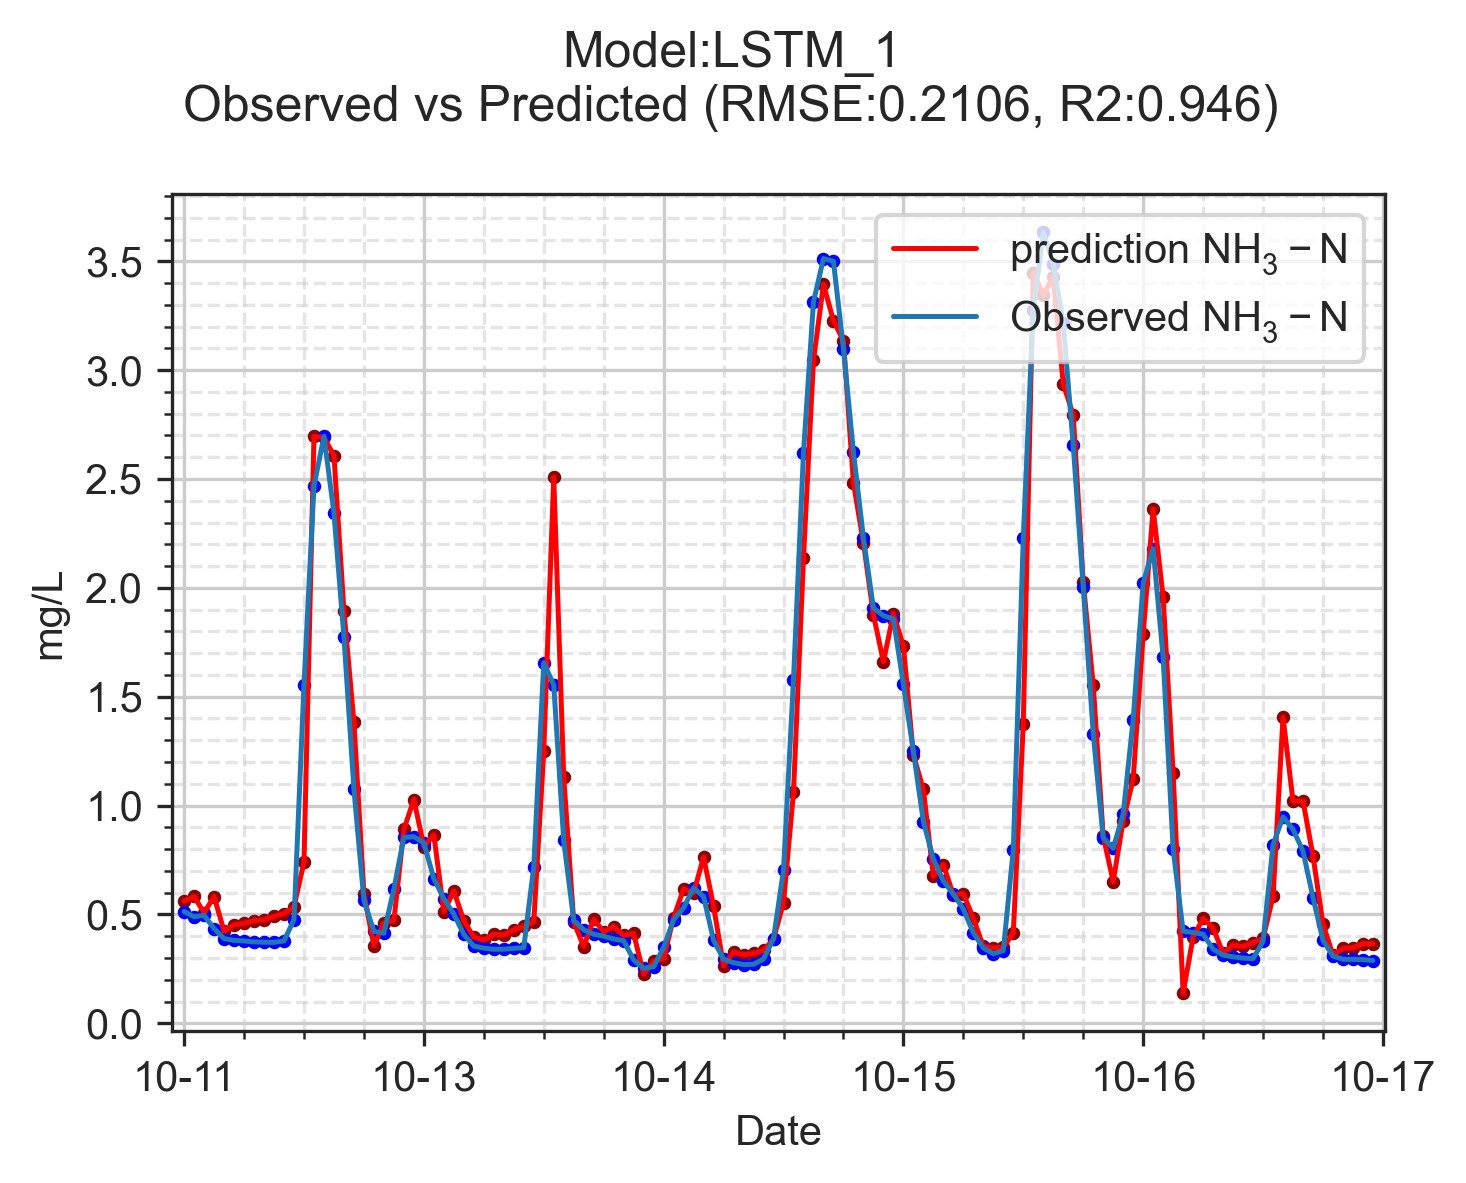 Model:LSTM_1
Observed vs Predicted (RMSE:0.2106, R2:0.946)
prediction NH₃ − N
Observed NH₃ − N
3.5
3.0
2.5
2.0
1.5
1.0
0.5
0.0
mg/L
10-11 10-13 10-14 10-15 10-16 10-17
Date